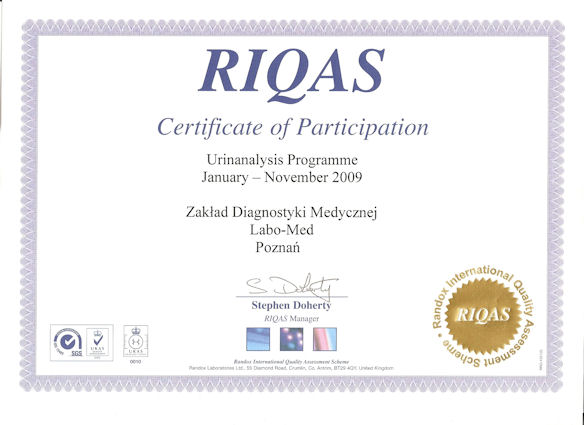 RIQAS
Certificate of Participation
Urinanalysis Programme
January – November 2009
Zakład Diagnostyki Medycznej
Labo-Med
Poznań
S. Doherty
Stephen Doherty
RIQAS Manager
Randox International Quality Assessment Scheme
Randox Laboratories Ltd., 55 Diamond Road, Crumlin, Co. Antrim, BT29 4QY, United Kingdom
SGS
UKAS
UKAS
0010
Randox International Quality Assessment Scheme
RIQAS